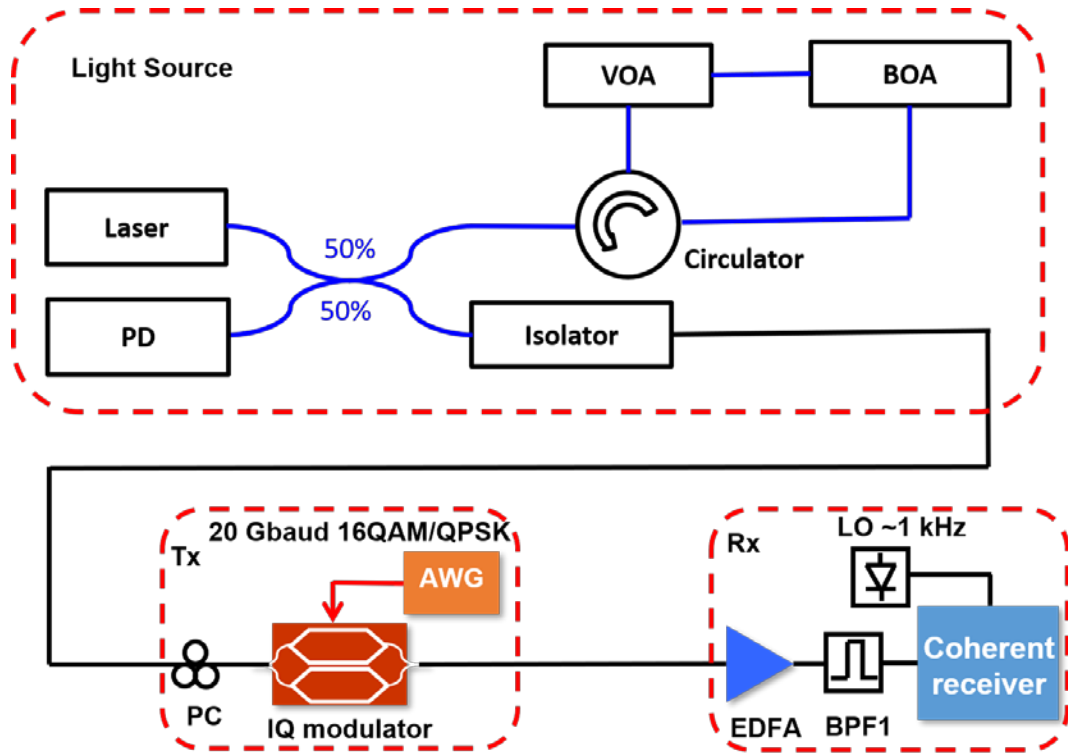 Light Source
VOA
BOA
Laser
50%
Circulator
50%
PD
Isolator
20 Gbaud 16QAM/QPSK
Tx
AWG
PC
IQ modulator
LO ~1 kHz
Rx
Coherent
receiver
EDFA
BPF1